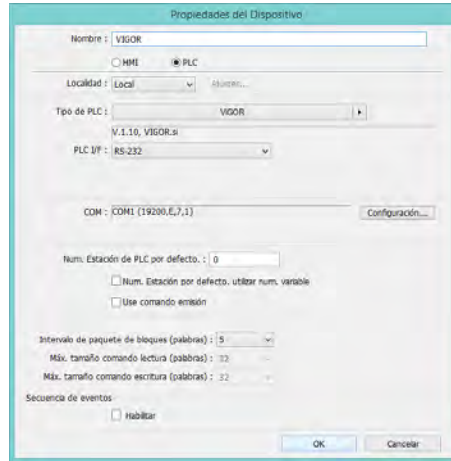 Propiedades del Dispositivo
Nombre : VIGOR
HMI PLC
Localidad : Local Ajustes...
Tipo de PLC : VIGOR
V.1.10, VIGOR.si
PLC I/F : RS-232
COM : COM1 (19200,E,7,1) Configuración...
Num. Estación de PLC por defecto. : 0
Num. Estación por defecto. utilizar num. variable
Use comando emisión
Intervalo de paquete de bloques (palabras) : 5
Máx. tamaño comando lectura (palabras) : 32
Máx. tamaño comando escritura (palabras) : 32
Secuencia de eventos
Habilitar
OK Cancelar